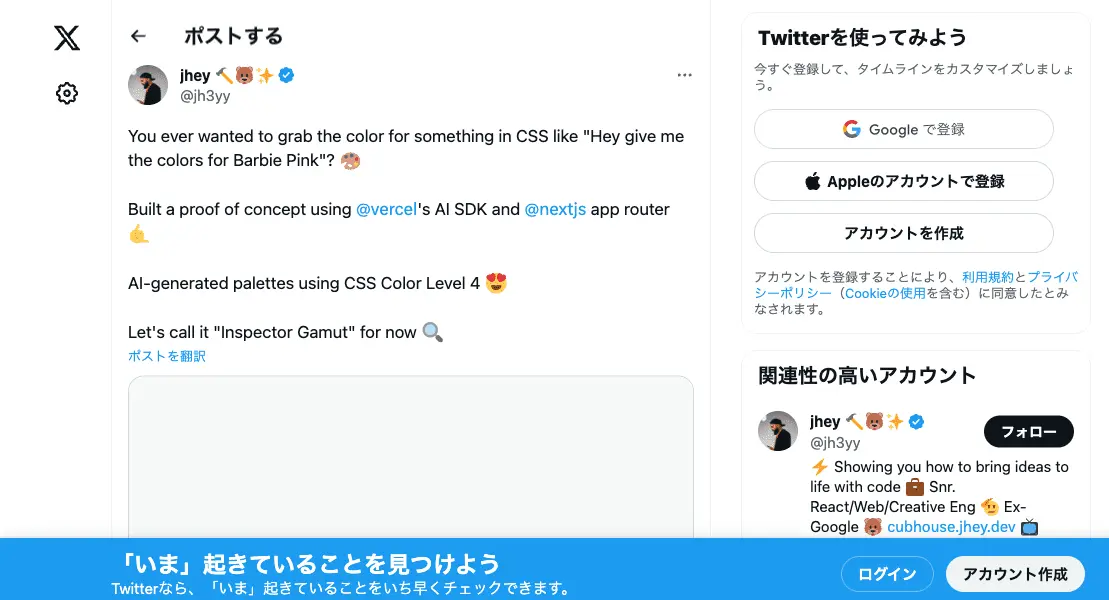 ポストする
jhey 🔨🐻✨
@jh3yy
You ever wanted to grab the color for something in CSS like "Hey give me
the colors for Barbie Pink"? 🎨
Built a proof of concept using @vercel's AI SDK and @nextjs app router
🤙
AI-generated palettes using CSS Color Level 4 😍
Let's call it "Inspector Gamut" for now 🔍
ポストを翻訳
Twitterを使ってみよう
今すぐ登録して、タイムラインをカスタマイズしましょ
う。
Google で登録
Appleのアカウントで登録
アカウントを作成
アカウントを登録することにより、利用規約とプライバ
シーポリシー（Cookieの使用を含む）に同意したとみ
なされます。
関連性の高いアカウント
jhey 🔨🐻✨
@jh3yy
フォロー
⚡ Showing you how to bring ideas to
life with code 💼 Snr.
React/Web/Creative Eng 🫡 Ex-
Google 🐻 cubhouse.jhey.dev 📺
「いま」起きていることを見つけよう
Twitterなら、「いま」起きていることをいち早くチェックできます。
ログイン
アカウント作成